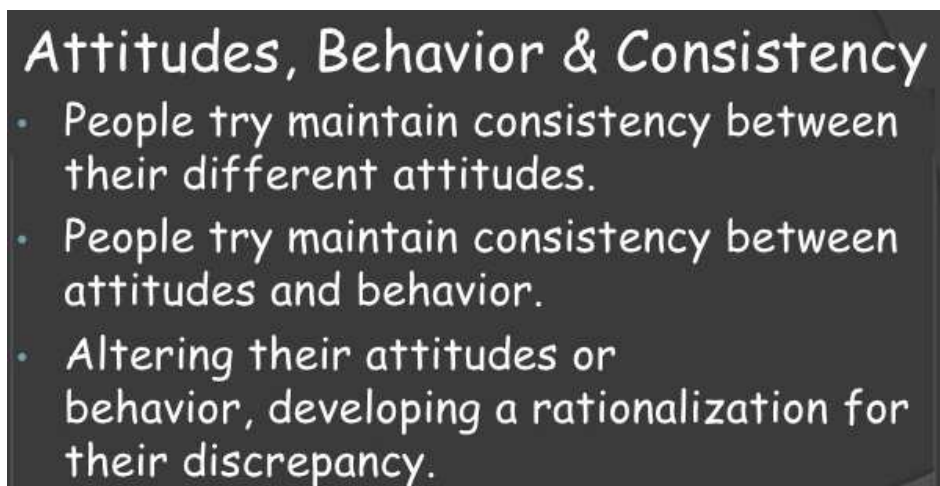 Attitudes, Behavior & Consistency
• People try maintain consistency between
their different attitudes.
• People try maintain consistency between
attitudes and behavior.
• Altering their attitudes or
behavior, developing a rationalization for
their discrepancy.